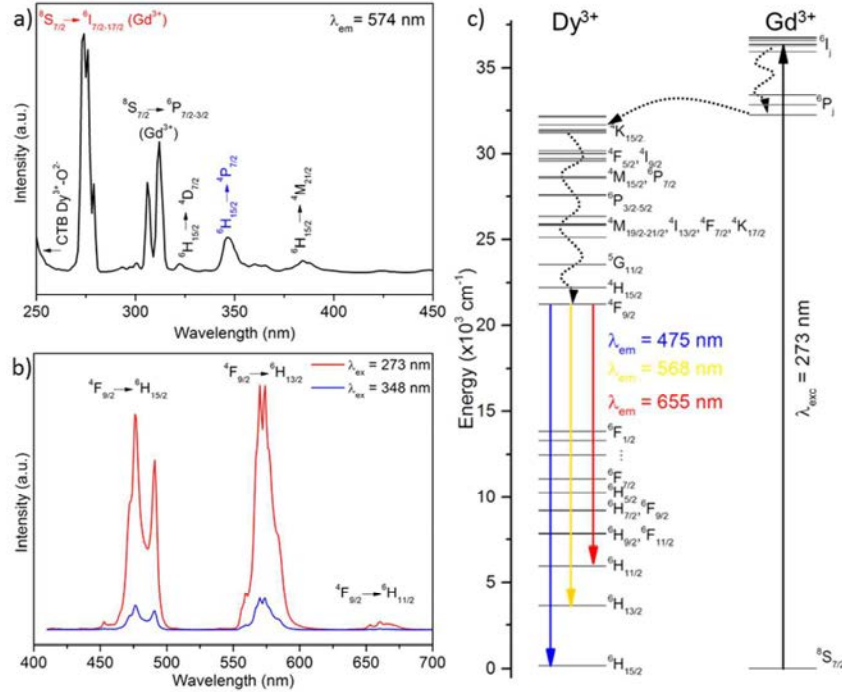 a)
⁸S₇/₂ → ⁶I₇/₂₋₁₇/₂ (Gd³⁺)
λem = 574 nm
⁸S₇/₂ → ⁶P₇/₂₋₃/₂
(Gd³⁺)
CTB Dy³⁺-O²⁻
⁶H₁₅/₂ → ⁴D₇/₂
⁶H₁₅/₂ → ⁴P₇/₂
⁶H₁₅/₂ → ⁴M₂₁/₂
Intensity (a.u.)
250 300 350 400 450
Wavelength (nm)
b)
λex = 273 nm
λex = 348 nm
⁴F₉/₂ → ⁶H₁₅/₂
⁴F₉/₂ → ⁶H₁₃/₂
⁴F₉/₂ → ⁶H₁₁/₂
Intensity (a.u.)
400 450 500 550 600 650 700
Wavelength (nm)
c)
Dy³⁺
Gd³⁺
Energy (x10³ cm⁻¹)
35
30
25
20
15
10
5
0
⁴K₁₅/₂
⁴F₅/₂,⁴I₉/₂
⁴M₁₅/₂,⁶P₇/₂
⁶P₃/₂₋₅/₂
⁴M₁₉/₂₋₂₁/₂,⁴I₁₃/₂,⁴F₇/₂,⁴K₁₇/₂
⁵G₁₁/₂
⁴H₁₅/₂
⁴F₉/₂
λem = 475 nm
λem = 568 nm
λem = 655 nm
⁶F₁/₂
⋮
⁶F₇/₂
⁶H₅/₂
⁶H₇/₂,⁶F₉/₂
⁶H₉/₂,⁶F₁₁/₂
⁶H₁₁/₂
⁶H₁₃/₂
⁶H₁₅/₂
⁶Iⱼ
⁶Pⱼ
λexc = 273 nm
⁸S₇/₂